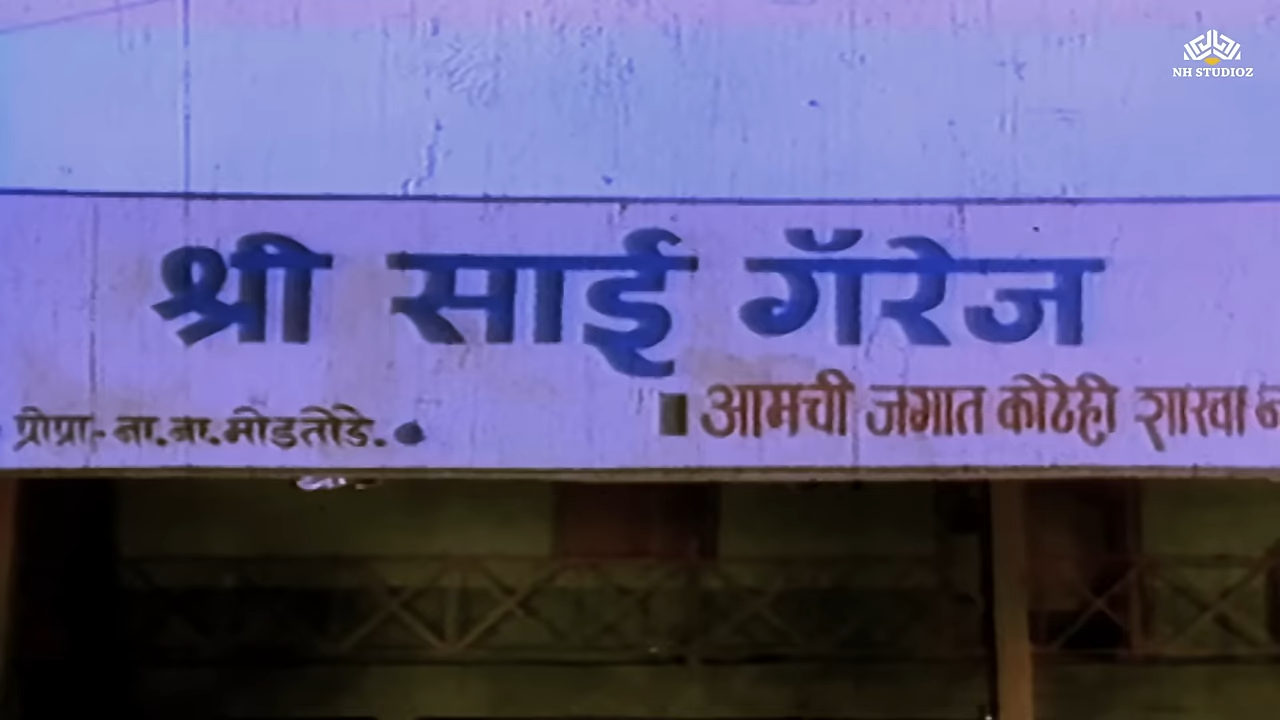 NH STUDIOZ
श्री साई गॅरेज
आमची जगात कोठेही शाखा
प्रोप्रा:- ना.ना.मोडतोडे.